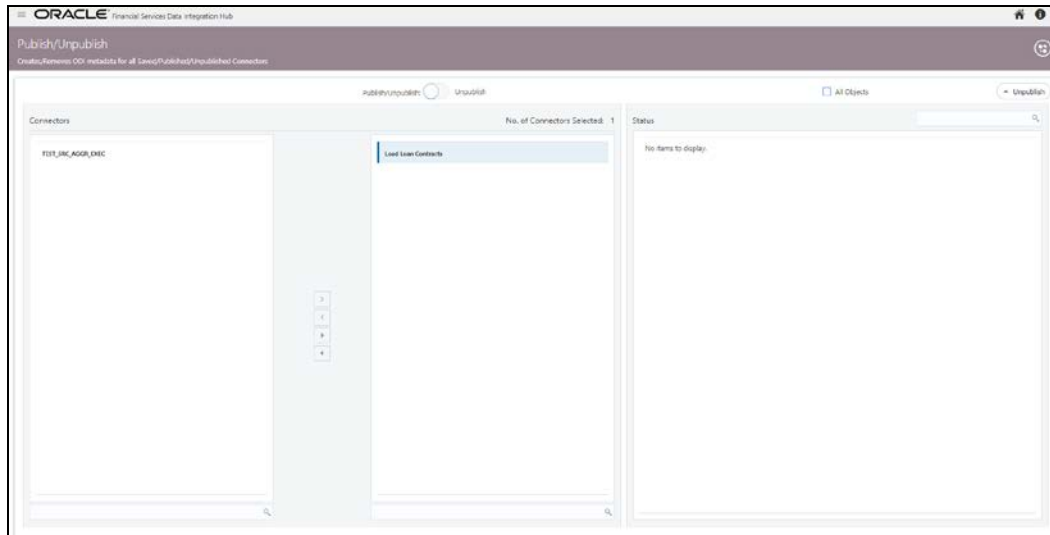 ORACLE Financial Services Data Integration Hub
Publish/Unpublish
Creates/Removes ODI metadata for all Saved/Published/Unpublished Connectors
Publish/Unpublish: Unpublish
All Objects
Unpublish
Connectors
No. of Connectors Selected: 1
Status
TEST_SRC_AGGR_EXEC
Load Loan Contracts
No items to display.